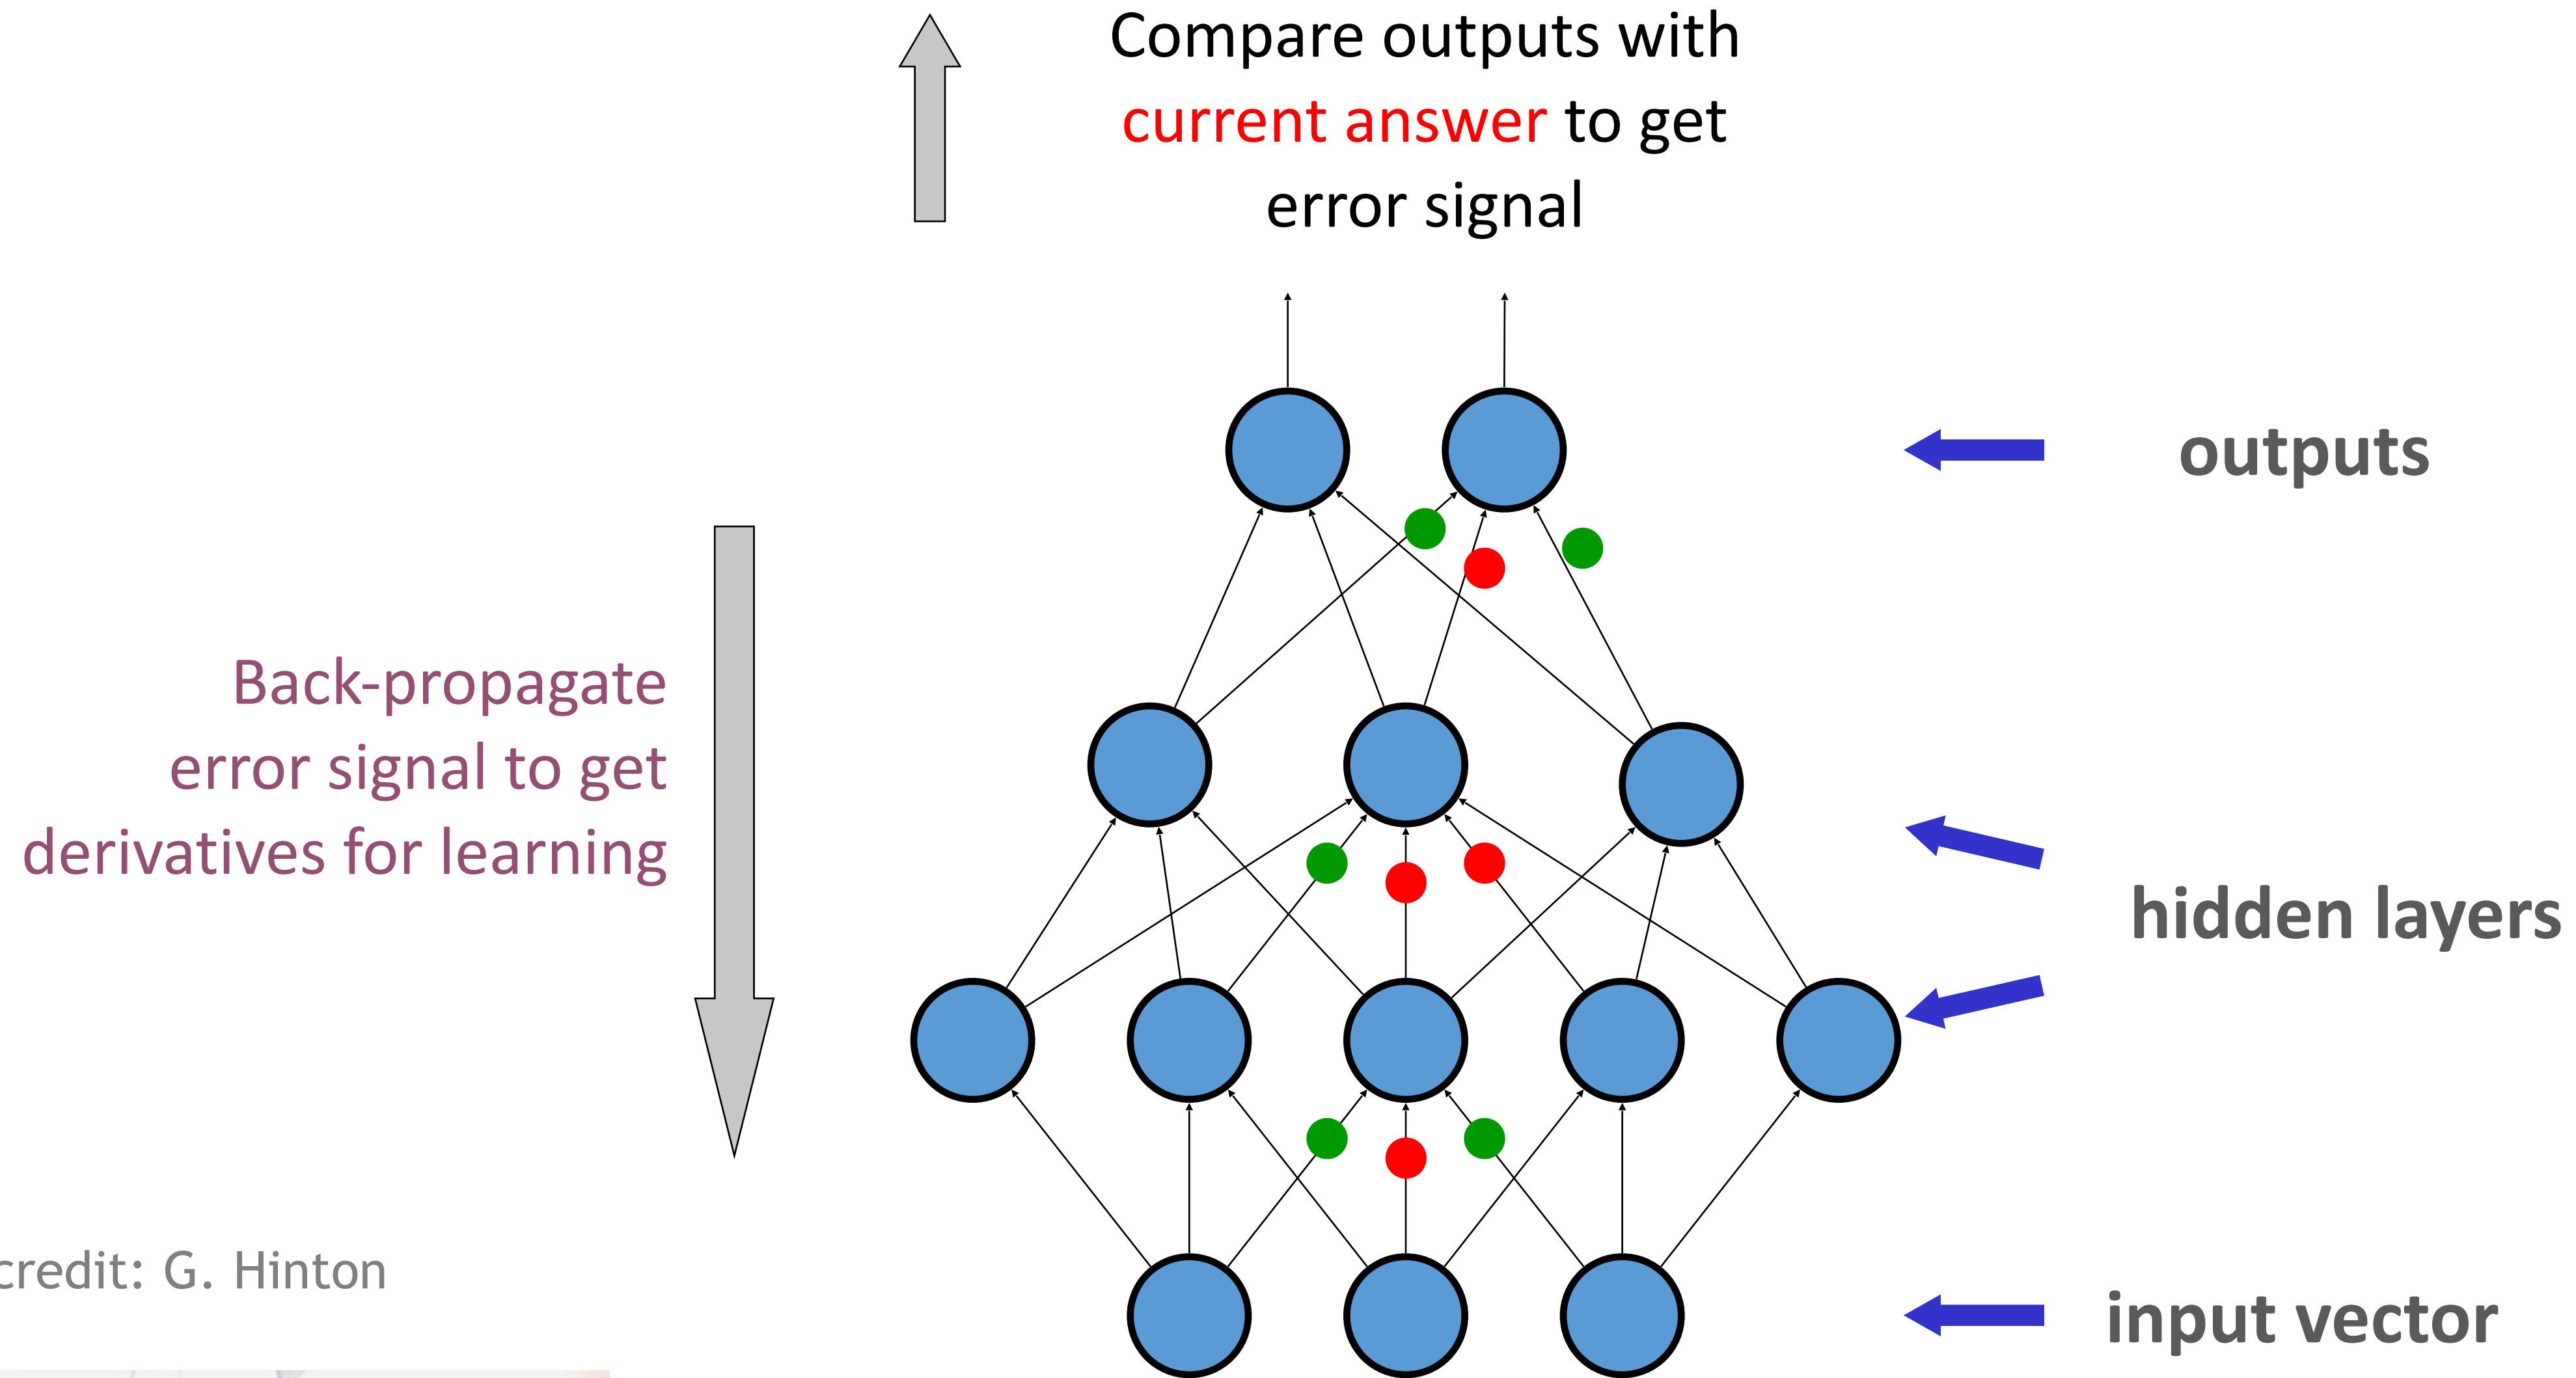 Compare outputs with
current answer to get
error signal
outputs
Back-propagate
error signal to get
derivatives for learning
hidden layers
credit: G. Hinton
input vector